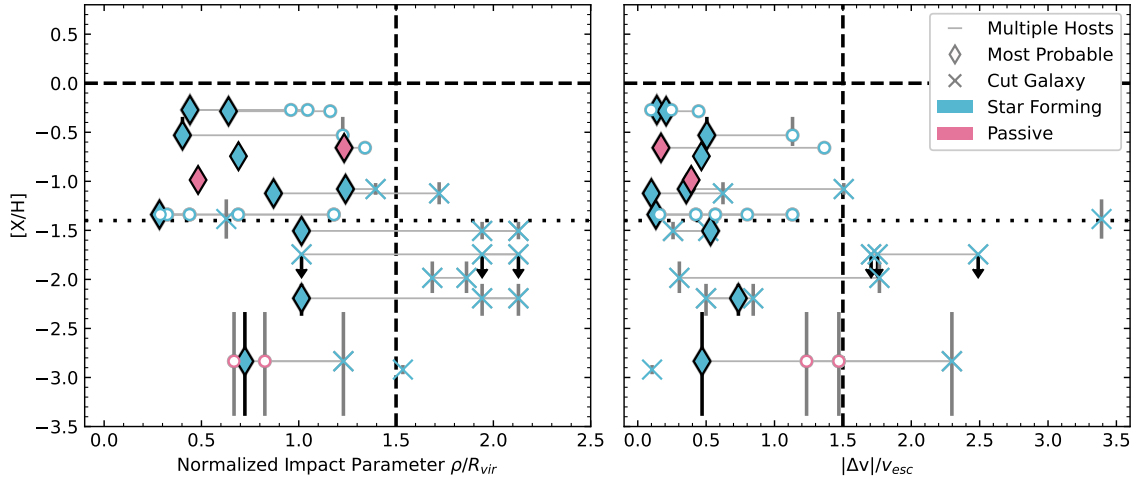 Multiple Hosts
Most Probable
Cut Galaxy
Star Forming
Passive
[X/H]
0.5
0.0
−0.5
−1.0
−1.5
−2.0
−2.5
−3.0
−3.5
0.0 0.5 1.0 1.5 2.0 2.5
0.0 0.5 1.0 1.5 2.0 2.5 3.0 3.5
Normalized Impact Parameter ρ/R_vir
|Δv|/v_esc